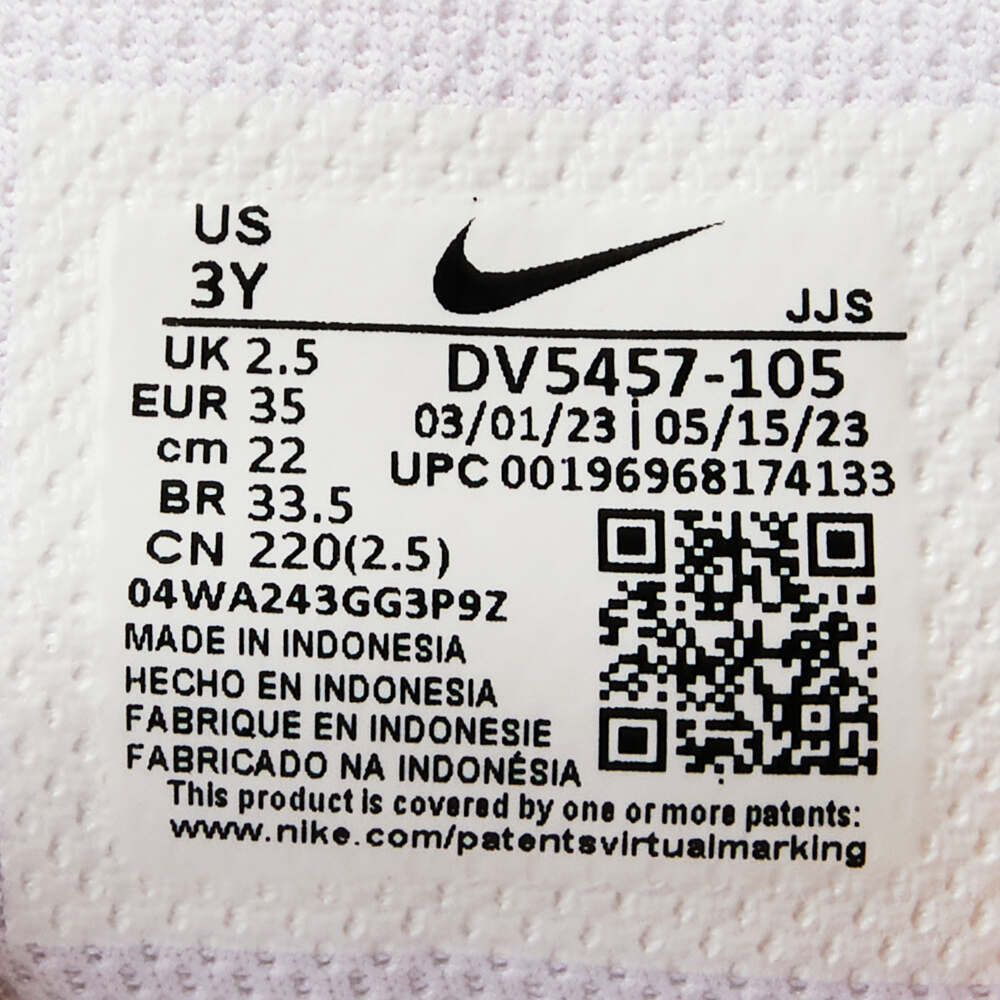 US
3Y
JJS
UK 2.5
EUR 35
cm 22
BR 33.5
CN 220(2.5)
DV5457-105
03/01/23 | 05/15/23
UPC 00196968174133
04WA243GG3P9Z
MADE IN INDONESIA
HECHO EN INDONESIA
FABRIQUE EN INDONESIE
FABRICADO NA INDONÉSIA
This product is covered by one or more patents:
www.nike.com/patentsvirtualmarking